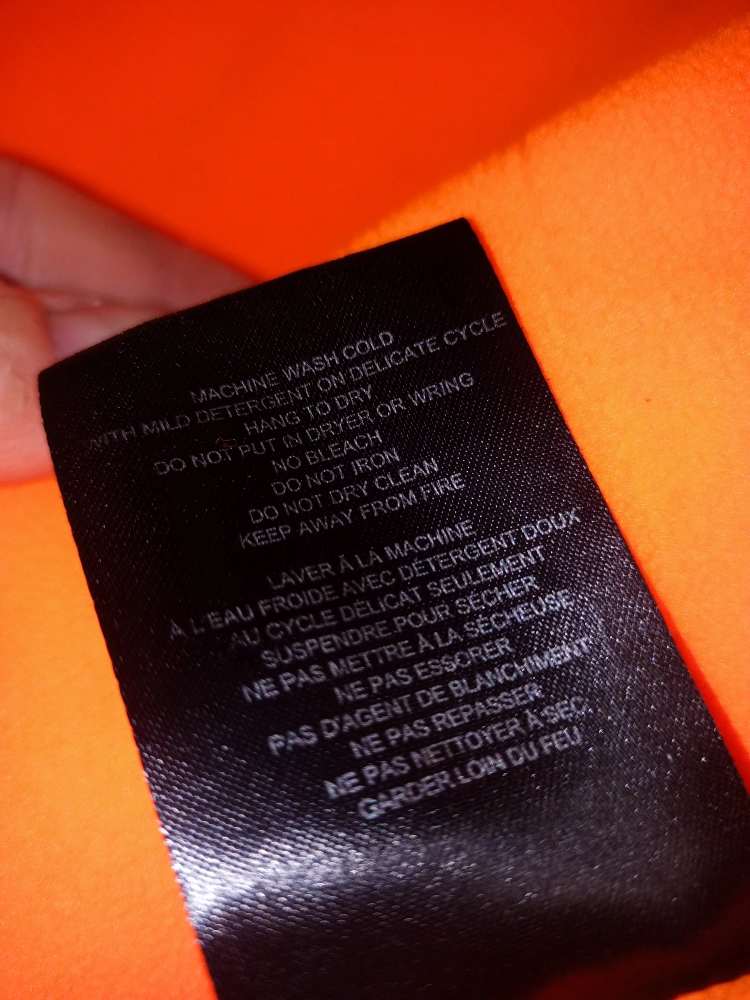 MACHINE WASH COLD
WITH MILD DETERGENT ON DELICATE CYCLE
HANG TO DRY
DO NOT PUT IN DRYER OR WRING
NO BLEACH
DO NOT IRON
DO NOT DRY CLEAN
KEEP AWAY FROM FIRE
LAVER À LA MACHINE
À L'EAU FROIDE AVEC DÉTERGENT DOUX
AU CYCLE DÉLICAT SEULEMENT
SUSPENDRE POUR SÉCHER
NE PAS METTRE À LA SÉCHEUSE
NE PAS ESSORER
PAS D'AGENT DE BLANCHIMENT
NE PAS REPASSER
NE PAS NETTOYER À SEC
GARDER LOIN DU FEU